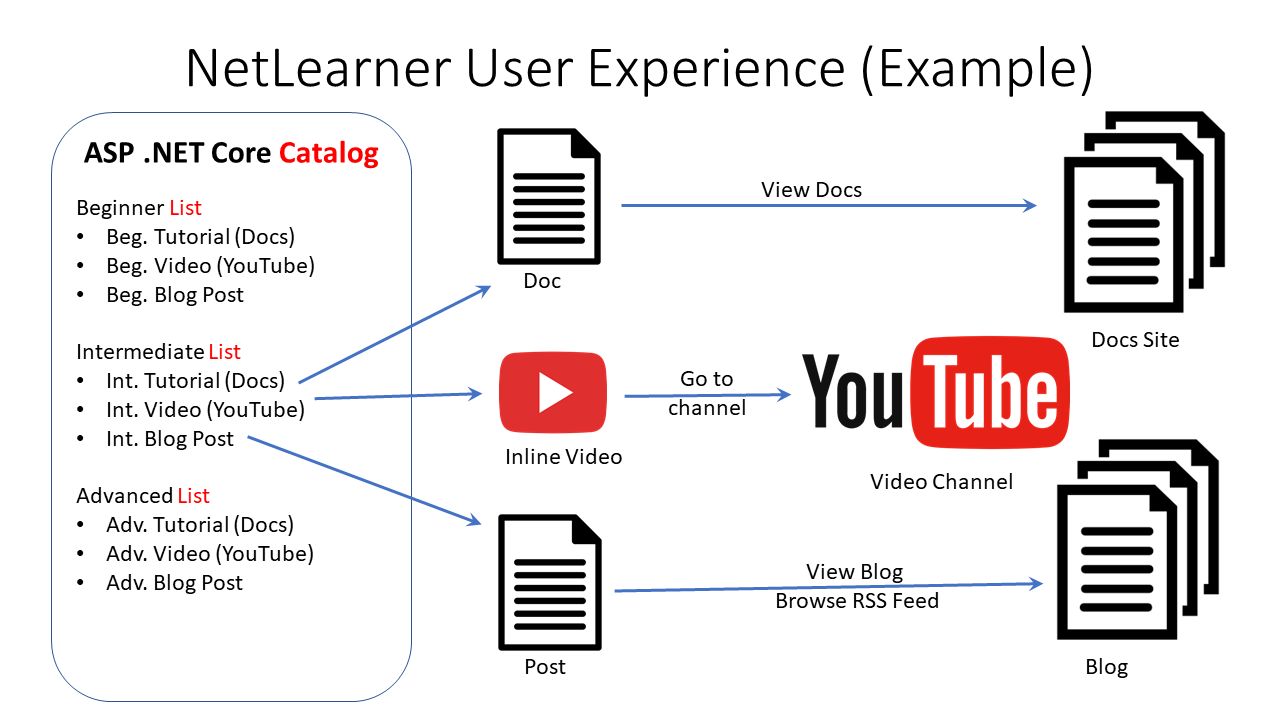 NetLearner User Experience (Example)
ASP .NET Core Catalog
Beginner List
• Beg. Tutorial (Docs)
• Beg. Video (YouTube)
• Beg. Blog Post
Intermediate List
• Int. Tutorial (Docs)
• Int. Video (YouTube)
• Int. Blog Post
Advanced List
• Adv. Tutorial (Docs)
• Adv. Video (YouTube)
• Adv. Blog Post
Doc
View Docs
Docs Site
Inline Video
Go to
channel
YouTube
Video Channel
Post
View Blog
Browse RSS Feed
Blog